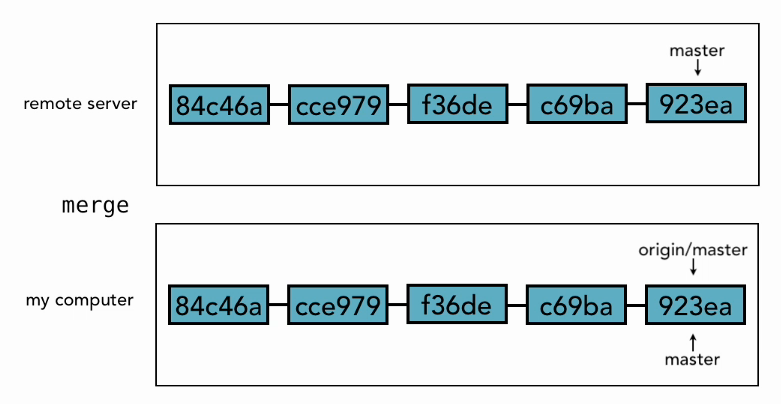 master
remote server
84c46a cce979 f36de c69ba 923ea
merge
origin/master
my computer
84c46a cce979 f36de c69ba 923ea
master